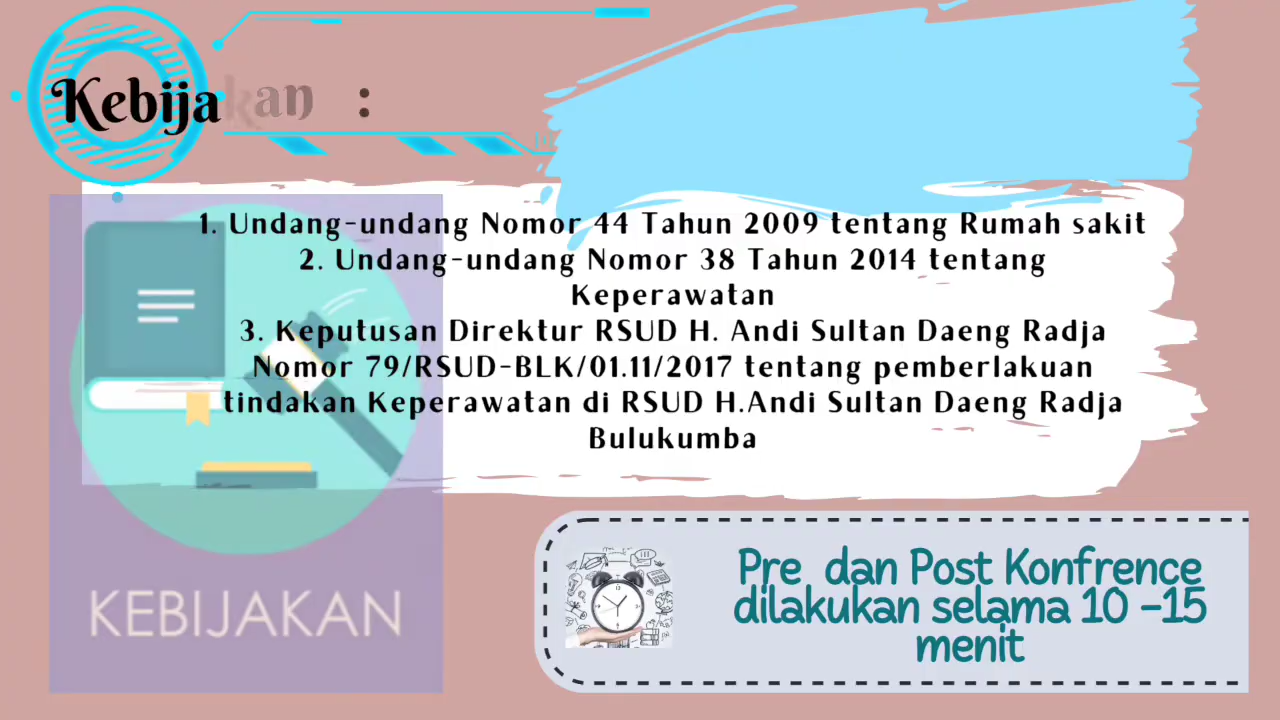 Kebijakan :
1. Undang-undang Nomor 44 Tahun 2009 tentang Rumah sakit
2. Undang-undang Nomor 38 Tahun 2014 tentang
Keperawatan
3. Keputusan Direktur RSUD H. Andi Sultan Daeng Radja
Nomor 79/RSUD-BLK/01.11/2017 tentang pemberlakuan
tindakan Keperawatan di RSUD H.Andi Sultan Daeng Radja
Bulukumba
KEBIJAKAN
Pre dan Post Konfrence
dilakukan selama 10 -15
menit